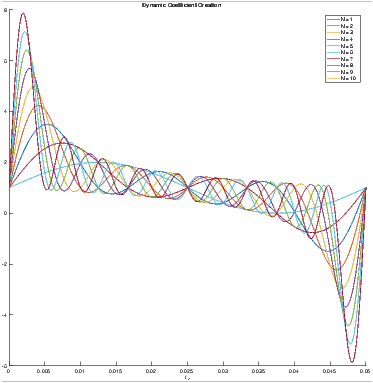 Dynamic Coefficient Creation
8
6
4
2
0
-2
-4
-6
N = 1
N = 2
N = 3
N = 4
N = 5
N = 6
N = 7
N = 8
N = 9
N = 10
0 0.005 0.01 0.015 0.02 0.025 0.03 0.035 0.04 0.045 0.05